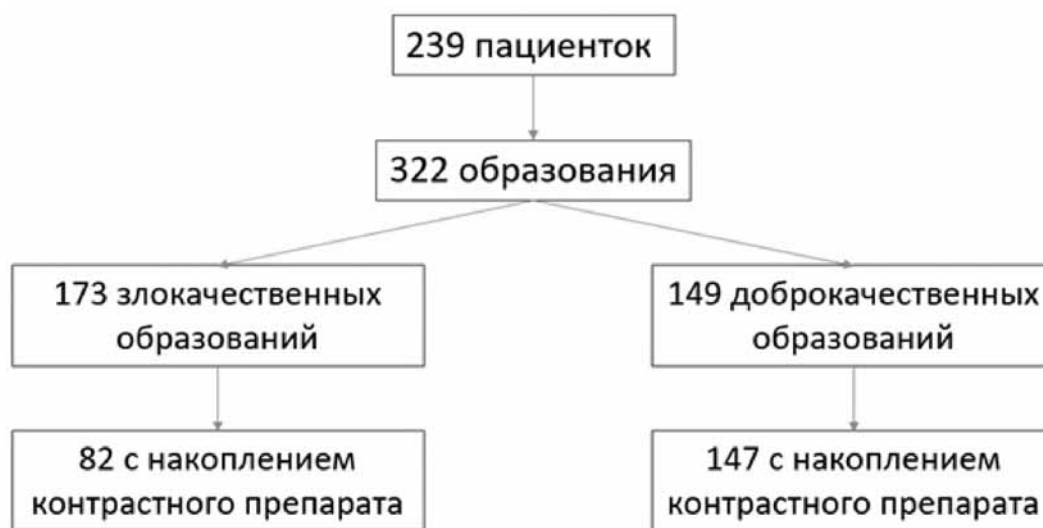 239 пациенток
322 образования
173 злокачественных
образований
149 доброкачественных
образований
82 с накоплением
контрастного препарата
147 с накоплением
контрастного препарата